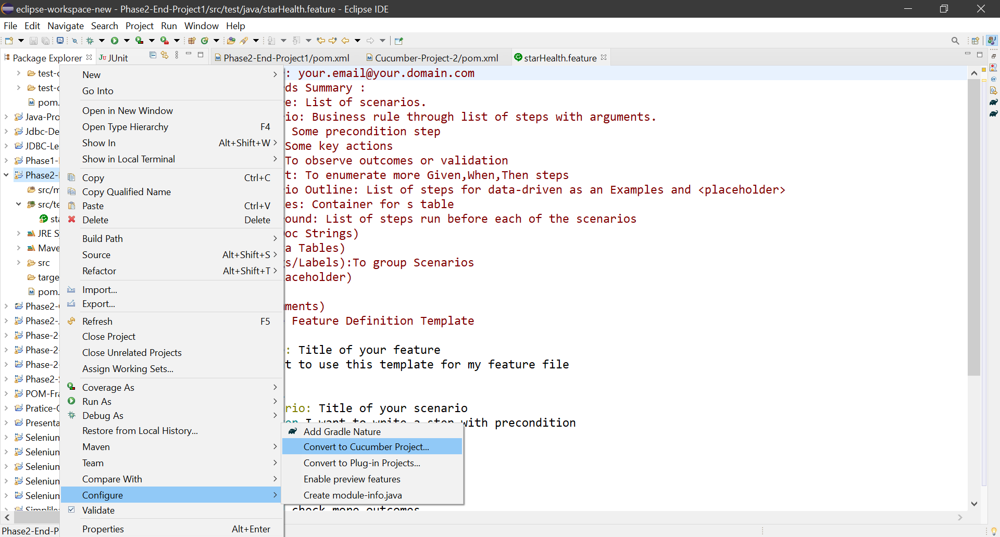 eclipse-workspace-new - Phase2-End-Project1/src/test/java/starHealth.feature - Eclipse IDE
File Edit Navigate Search Project Run Window Help
Package Explorer JUnit
Phase2-End-Project1/pom.xml Cucumber-Project-2/pom.xml starHealth.feature
test-
test-
pom.
Java-Pro
Jdbc-De
JDBC-Le
Phase1-
Phase2-
src/m
src/te
sta
JRE S
Mave
src
targe
pom.
Phase2-
Phase2-
Phase-2
Phase-2
Phase-2
Phase2-
POM-Fra
Pratice-
Presenta
Seleniun
Seleniun
Seleniun
Seleniun
Seleniun
Simplilea
Phase2-End-P
New
Go Into
Open in New Window
Open Type Hierarchy F4
Show In Alt+Shift+W
Show in Local Terminal
Copy Ctrl+C
Copy Qualified Name
Paste Ctrl+V
Delete Delete
Build Path
Source Alt+Shift+S
Refactor Alt+Shift+T
Import...
Export...
Refresh F5
Close Project
Close Unrelated Projects
Assign Working Sets...
Coverage As
Run As
Debug As
Restore from Local History...
Maven
Team
Compare With
Configure
Validate
Properties Alt+Enter
Add Gradle Nature
Convert to Cucumber Project...
Convert to Plug-in Projects...
Enable preview features
Create module-info.java
: your.email@your.domain.com
ds Summary :
e: List of scenarios.
io: Business rule through list of steps with arguments.
Some precondition step
Some key actions
To observe outcomes or validation
t: To enumerate more Given,When,Then steps
io Outline: List of steps for data-driven as an Examples and <placeholder>
es: Container for s table
ound: List of steps run before each of the scenarios
oc Strings)
a Tables)
s/Labels):To group Scenarios
aceholder)
ments)
Feature Definition Template
: Title of your feature
t to use this template for my feature file
rio: Title of your scenario
en I want to write a step with precondition
check more outcomes